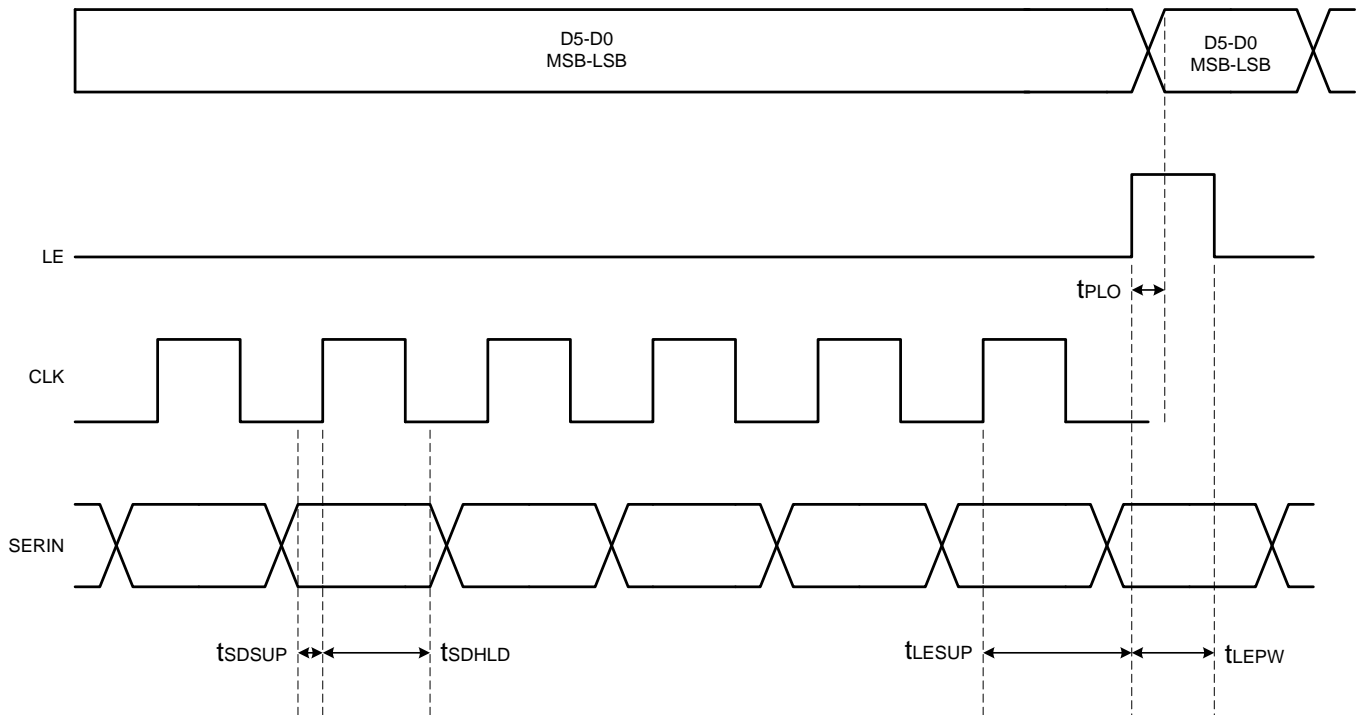 D5-D0
MSB-LSB
D5-D0
MSB-LSB
LE
tPLO
CLK
SERIN
tSDSUP
tSDHLD
tLESUP
tLEPW